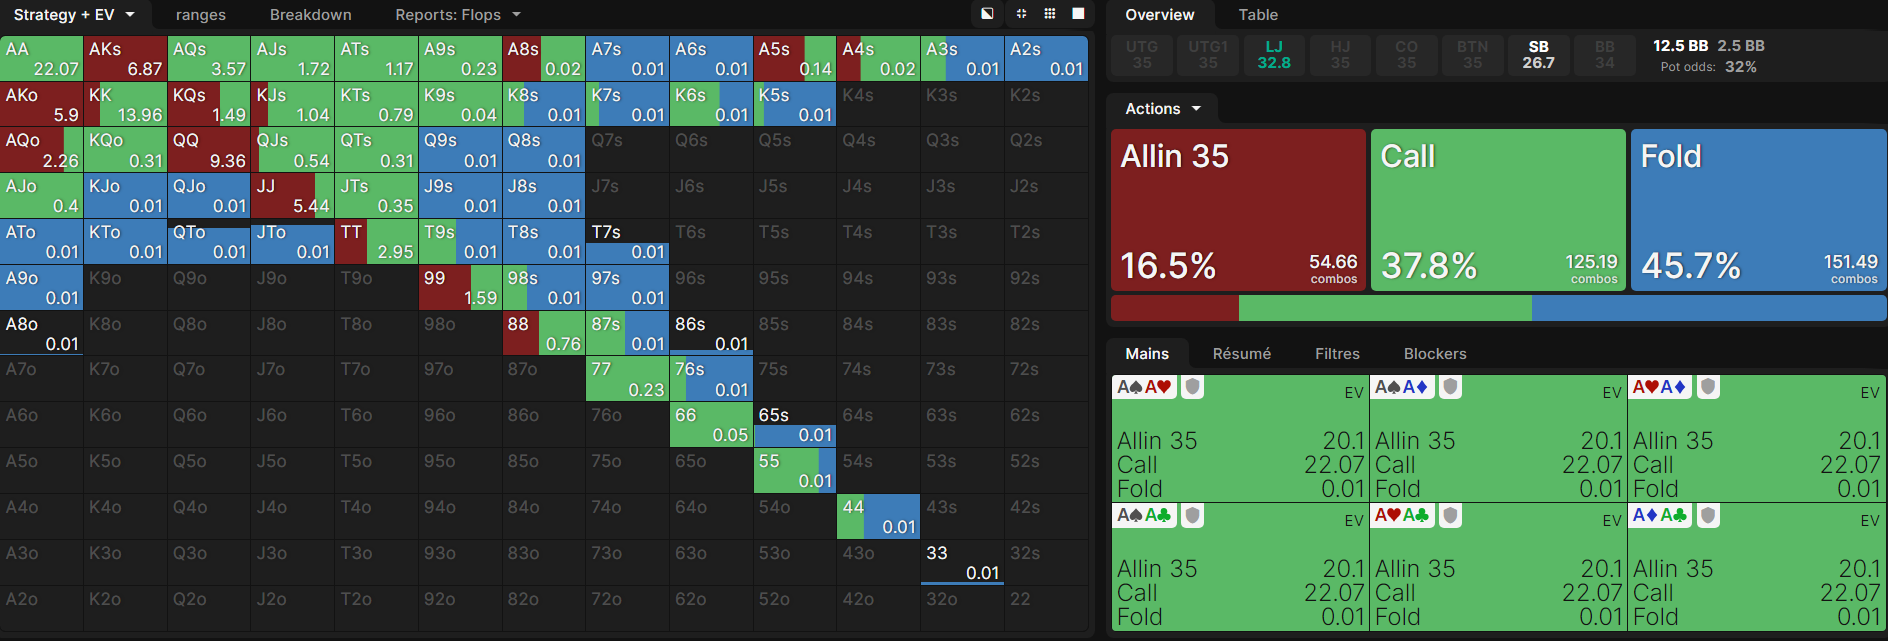 Strategy + EV ranges Breakdown Reports: Flops
AA 22.07 AKs 6.87 AQs 3.57 AJs 1.72 ATs 1.17 A9s 0.23 A8s 0.02 A7s 0.01 A6s 0.01 A5s 0.14 A4s 0.02 A3s 0.01 A2s 0.01
AKo 5.9 KK 13.96 KQs 1.49 KJs 1.04 KTs 0.79 K9s 0.04 K8s 0.01 K7s 0.01 K6s 0.01 K5s 0.01 K4s K3s K2s
AQo 2.26 KQo 0.31 QQ 9.36 QJs 0.54 QTs 0.31 Q9s 0.01 Q8s 0.01 Q7s Q6s Q5s Q4s Q3s Q2s
AJo 0.4 KJo 0.01 QJo 0.01 JJ 5.44 JTs 0.35 J9s 0.01 J8s 0.01 J7s J6s J5s J4s J3s J2s
ATo 0.01 KTo 0.01 QTo 0.01 JTo 0.01 TT 2.95 T9s 0.01 T8s 0.01 T7s 0.01 T6s T5s T4s T3s T2s
A9o 0.01 K9o Q9o J9o T9o 99 1.59 98s 0.01 97s 0.01 96s 95s 94s 93s 92s
A8o 0.01 K8o Q8o J8o T8o 98o 88 0.76 87s 0.01 86s 0.01 85s 84s 83s 82s
A7o K7o Q7o J7o T7o 97o 87o 77 0.23 76s 0.01 75s 74s 73s 72s
A6o K6o Q6o J6o T6o 96o 86o 76o 66 0.05 65s 0.01 64s 63s 62s
A5o K5o Q5o J5o T5o 95o 85o 75o 65o 55 0.01 54s 53s 52s
A4o K4o Q4o J4o T4o 94o 84o 74o 64o 54o 44 0.01 43s 42s
A3o K3o Q3o J3o T3o 93o 83o 73o 63o 53o 43o 33 0.01 32s
A2o K2o Q2o J2o T2o 92o 82o 72o 62o 52o 42o 32o 22
Overview Table
UTG UTG1 LJ HJ CO BTN SB BB 12.5 BB 2.5 BB
35 35 32.8 35 35 35 26.7 34 Pot odds: 32%
Actions
Allin 35 Call Fold
16.5% 54.66 combos 37.8% 125.19 combos 45.7% 151.49 combos
Mains Résumé Filtres Blockers
A♠A♥ EV A♠A♦ EV A♥A♦ EV
Allin 35 20.1 Allin 35 20.1 Allin 35 20.1
Call 22.07 Call 22.07 Call 22.07
Fold 0.01 Fold 0.01 Fold 0.01
A♠A♣ EV A♥A♣ EV A♦A♣ EV
Allin 35 20.1 Allin 35 20.1 Allin 35 20.1
Call 22.07 Call 22.07 Call 22.07
Fold 0.01 Fold 0.01 Fold 0.01